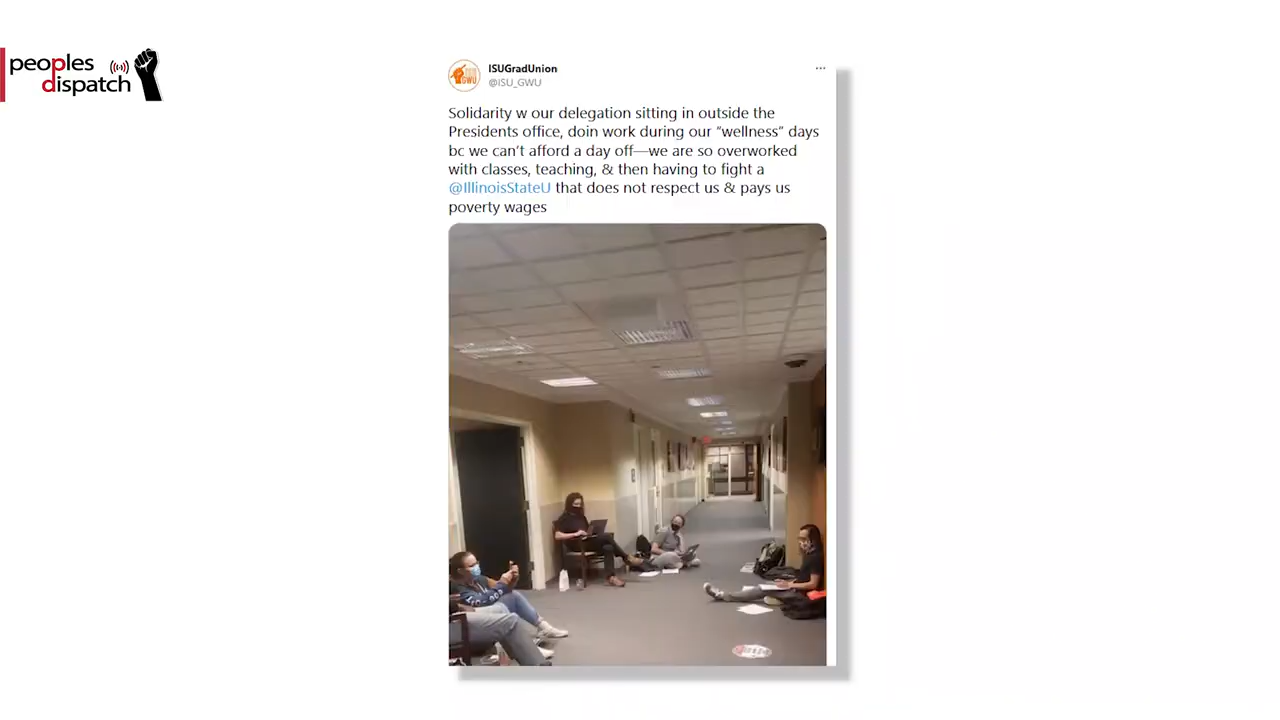 peoples
dispatch
ISUGradUnion
@ISU_GWU
Solidarity w our delegation sitting in outside the
Presidents office, doin work during our “wellness” days
bc we can’t afford a day off—we are so overworked
with classes, teaching, & then having to fight a
@IllinoisStateU that does not respect us & pays us
poverty wages